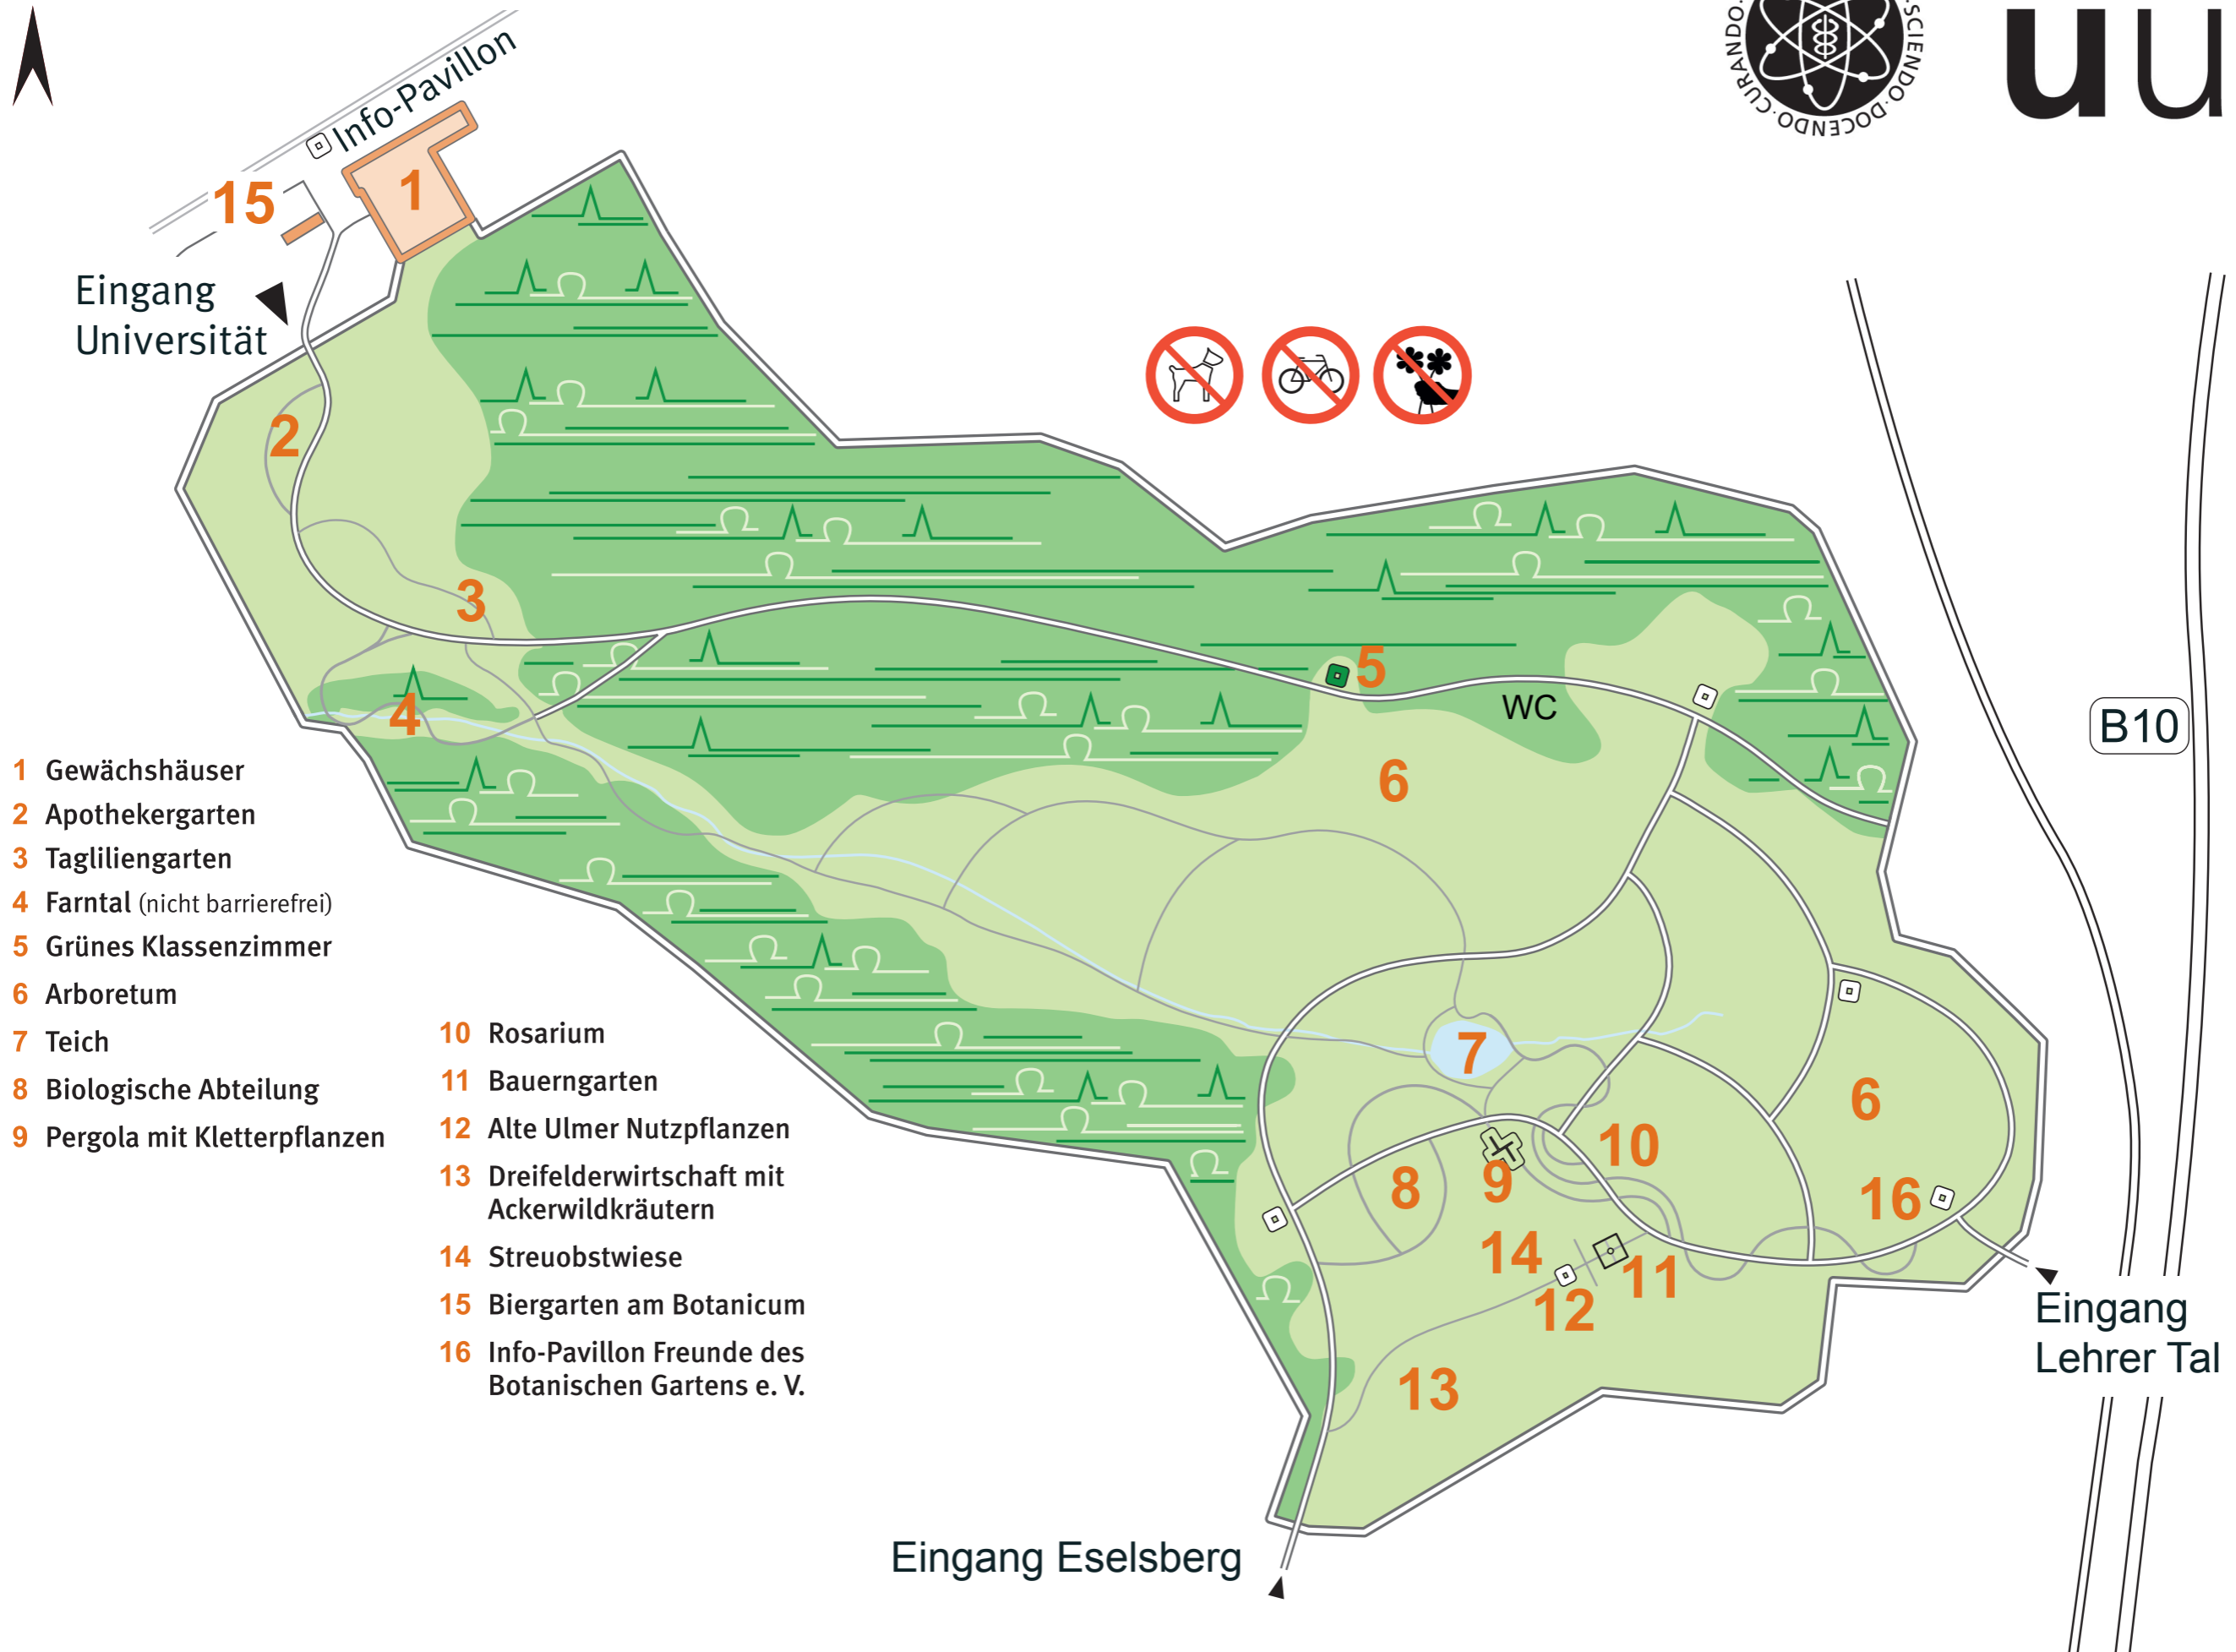 CURANDO · DOCENDO · SCIENDO ·
uu
Info-Pavillon
15
1
Eingang
Universität
2
3
4
5
WC
6
B10
7
6
10
8
9
16
14
11
12
13
Eingang
Lehrer Tal
Eingang Eselsberg
1 Gewächshäuser
2 Apothekergarten
3 Tagliliengarten
4 Farntal (nicht barrierefrei)
5 Grünes Klassenzimmer
6 Arboretum
7 Teich
8 Biologische Abteilung
9 Pergola mit Kletterpflanzen
10 Rosarium
11 Bauerngarten
12 Alte Ulmer Nutzpflanzen
13 Dreifelderwirtschaft mit
Ackerwildkräutern
14 Streuobstwiese
15 Biergarten am Botanicum
16 Info-Pavillon Freunde des
Botanischen Gartens e. V.